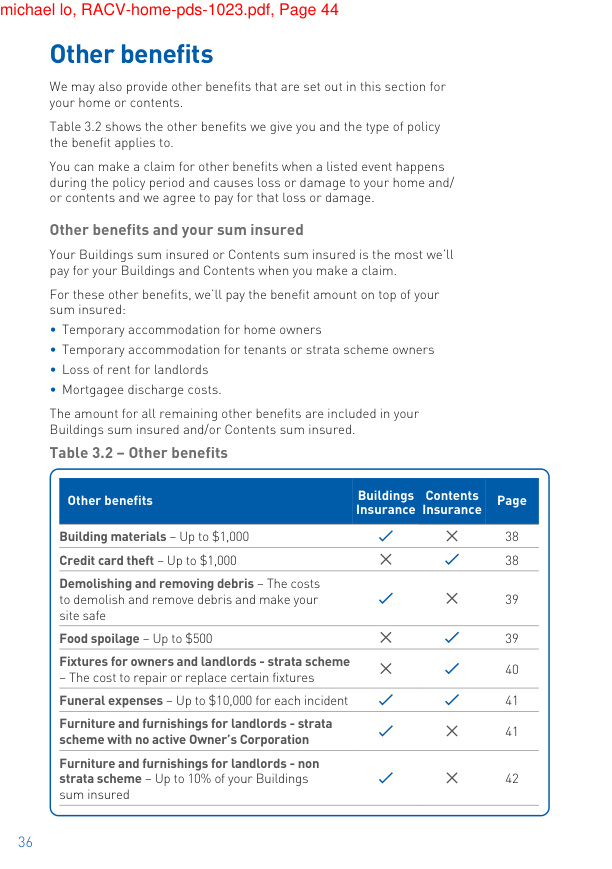 michael lo, RACV-home-pds-1023.pdf, Page 44
Other benefits
We may also provide other benefits that are set out in this section for
your home or contents.
Table 3.2 shows the other benefits we give you and the type of policy
the benefit applies to.
You can make a claim for other benefits when a listed event happens
during the policy period and causes loss or damage to your home and/
or contents and we agree to pay for that loss or damage.
Other benefits and your sum insured
Your Buildings sum insured or Contents sum insured is the most we'll
pay for your Buildings and Contents when you make a claim.
For these other benefits, we'll pay the benefit amount on top of your
sum insured:
• Temporary accommodation for home owners
• Temporary accommodation for tenants or strata scheme owners
• Loss of rent for landlords
• Mortgagee discharge costs.
The amount for all remaining other benefits are included in your
Buildings sum insured and/or Contents sum insured.
Table 3.2 – Other benefits
Other benefits Buildings Insurance Contents Insurance Page
Building materials – Up to $1,000 ✓ ✕ 38
Credit card theft – Up to $1,000 ✕ ✓ 38
Demolishing and removing debris – The costs
to demolish and remove debris and make your
site safe ✓ ✕ 39
Food spoilage – Up to $500 ✕ ✓ 39
Fixtures for owners and landlords - strata scheme
– The cost to repair or replace certain fixtures ✕ ✓ 40
Funeral expenses – Up to $10,000 for each incident ✓ ✓ 41
Furniture and furnishings for landlords - strata
scheme with no active Owner's Corporation ✓ ✕ 41
Furniture and furnishings for landlords - non
strata scheme – Up to 10% of your Buildings
sum insured ✓ ✕ 42
36